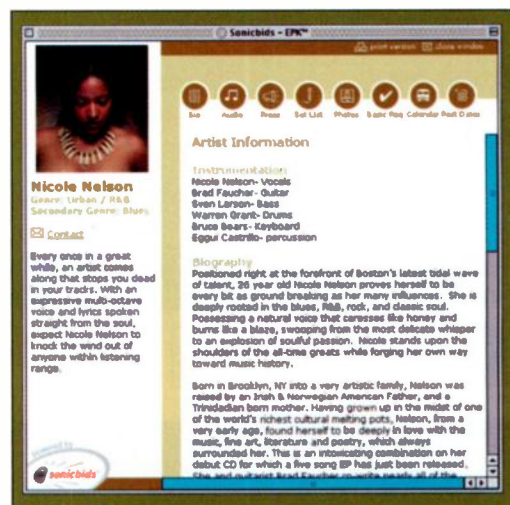 Sonicbids - EPK™
print version close window
Bio Audio Press Set List Photos Basic Req Calendar Past Dates
Nicole Nelson
Genre: Urban / R&B
Secondary Genre: Blues
Contact
Every once in a great
while, an artist comes
along that stops you dead
in your tracks. With an
expressive multi-octave
voice and lyrics spoken
straight from the soul,
expect Nicole Nelson to
knock the wind out of
anyone within listening
range.
powered by
sonicbids
Artist Information
Instrumentation
Nicole Nelson- Vocals
Brad Faucher- Guitar
Sven Larson- Bass
Warren Grant- Drums
Bruce Bears- Keyboard
Eggui Castrillo- percussion
Biography
Positioned right at the forefront of Boston's latest tidal wave
of talent, 26 year old Nicole Nelson proves herself to be
every bit as ground breaking as her many influences. She is
deeply rooted in the blues, R&B, rock, and classic soul.
Possessing a natural voice that caresses like honey and
burns like a blaze, swooping from the most delicate whisper
to an explosion of soulful passion. Nicole stands upon the
shoulders of the all-time greats while forging her own way
toward music history.
Born in Brooklyn, NY into a very artistic family, Nelson was
raised by an Irish & Norwegian American Father, and a
Trinidadian born mother. Having grown up in the midst of one
of the world's richest cultural melting pots, Nelson, from a
very early age, found herself to be deeply in love with the
music, fine art, literature and poetry, which always
surrounded her. This is an intoxicating combination on her
debut CD for which a five song EP has just been released.
She and guitarist Brad Faucher co-write nearly all of the